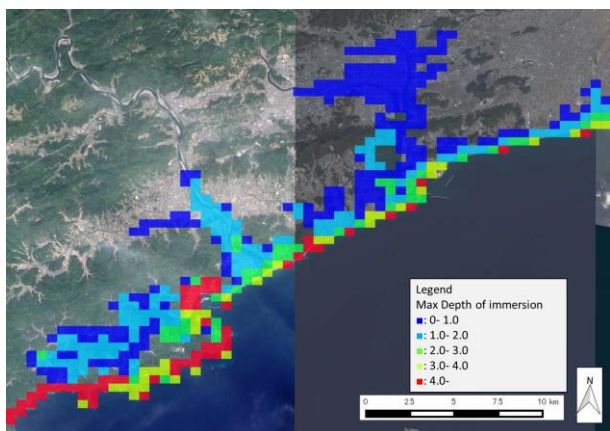 Legend
Max Depth of immersion
: 0- 1.0
: 1.0- 2.0
: 2.0- 3.0
: 3.0- 4.0
: 4.0-
N
0 2.5 5 7.5 10 km